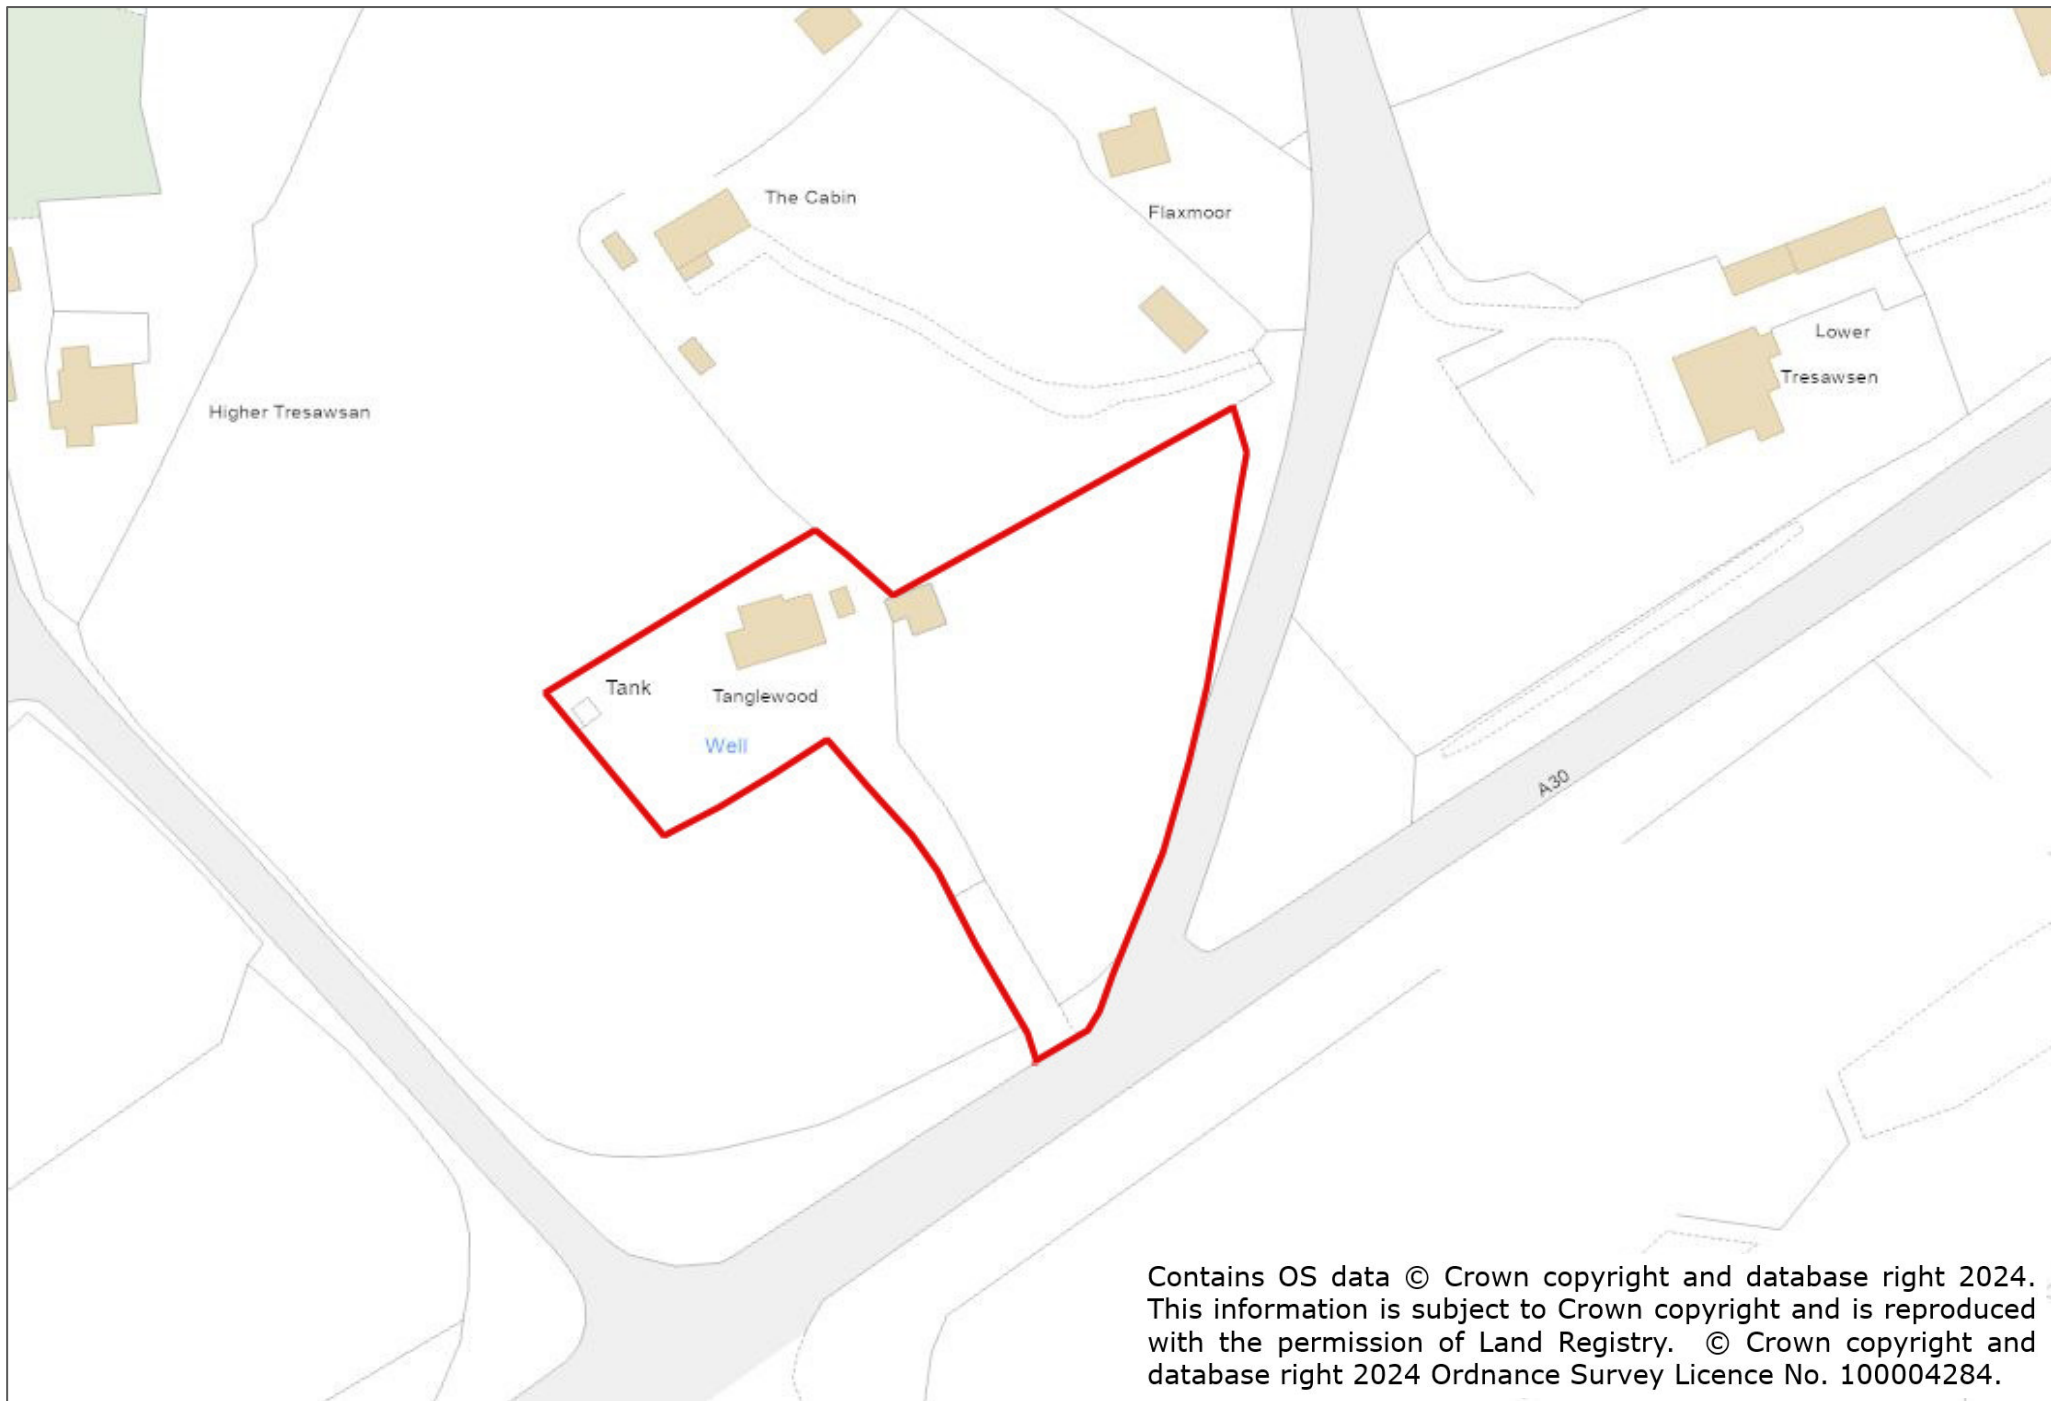 The Cabin
Flaxmoor
Lower
Tresawsen
Higher Tresawsan
Tank
Tanglewood
Well
A30
Contains OS data © Crown copyright and database right 2024.
This information is subject to Crown copyright and is reproduced
with the permission of Land Registry. © Crown copyright and
database right 2024 Ordnance Survey Licence No. 100004284.